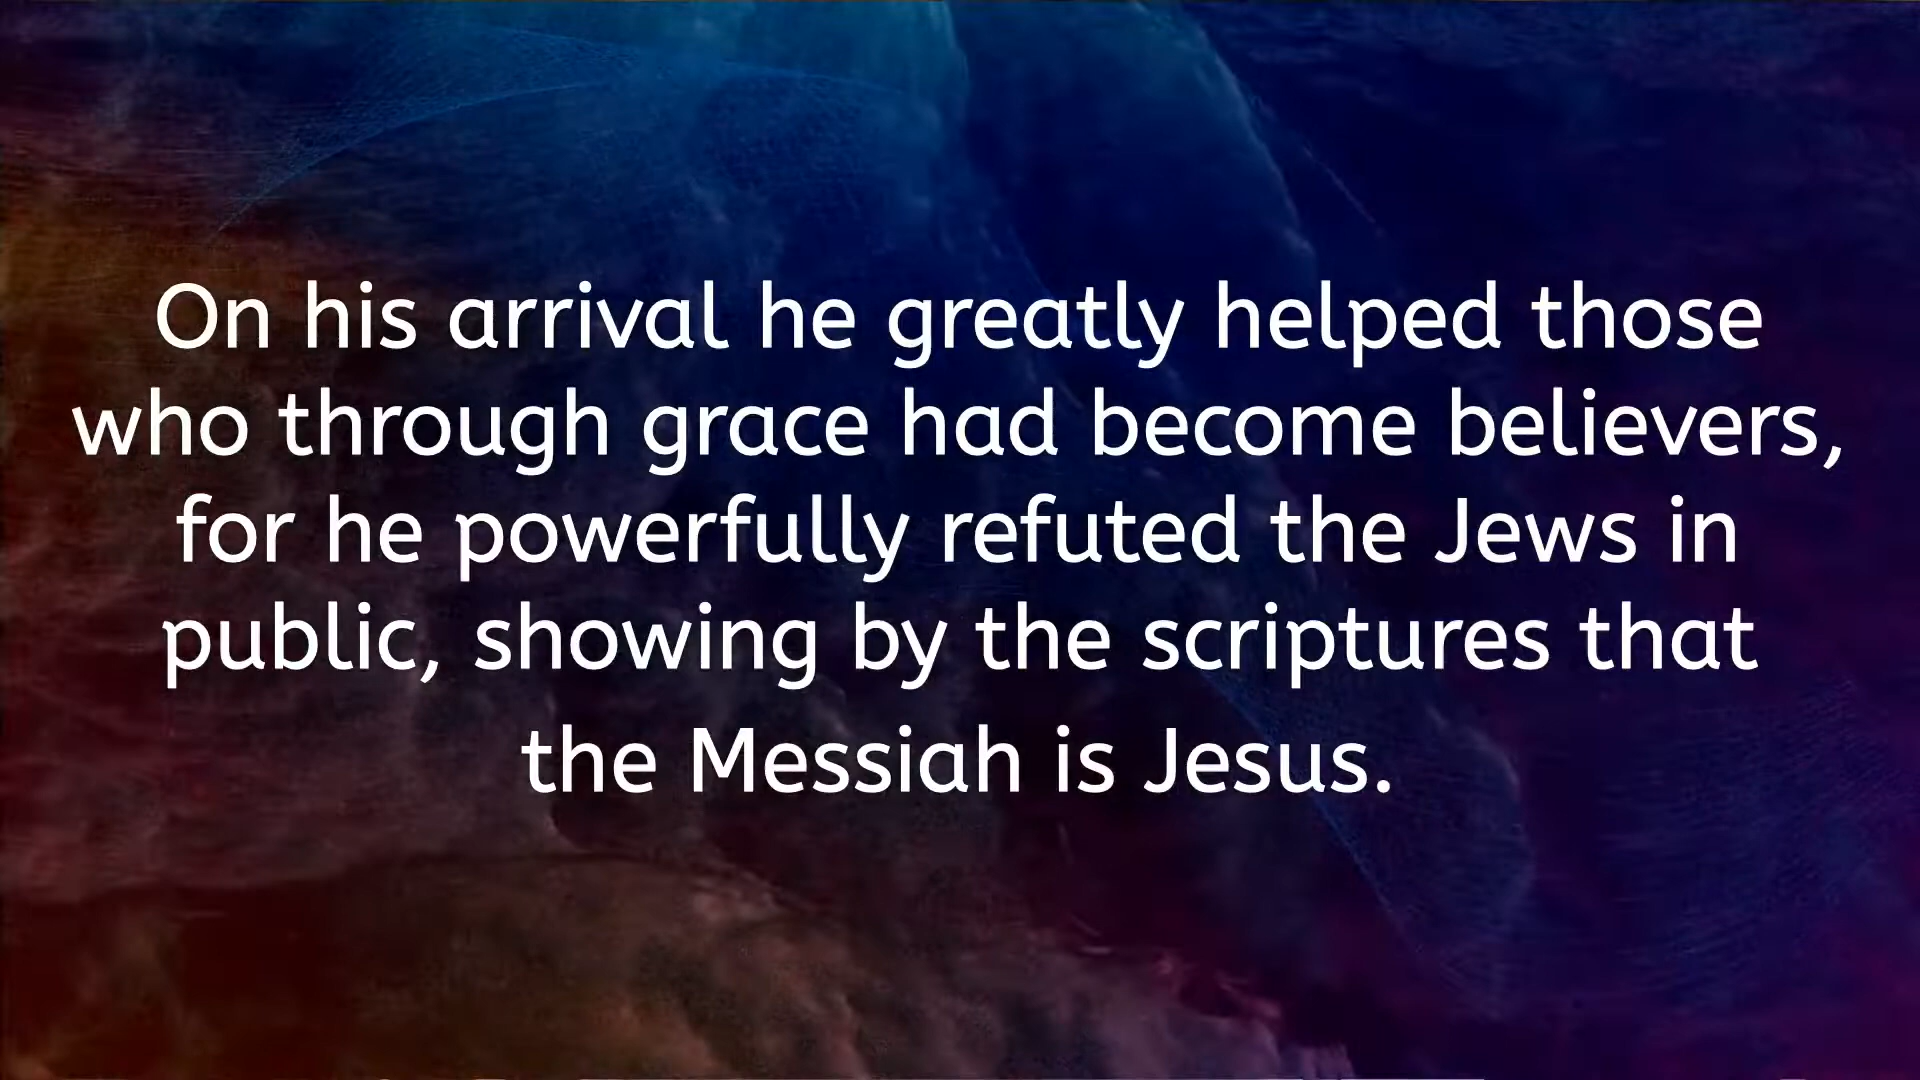 On his arrival he greatly helped those
who through grace had become believers,
for he powerfully refuted the Jews in
public, showing by the scriptures that
the Messiah is Jesus.